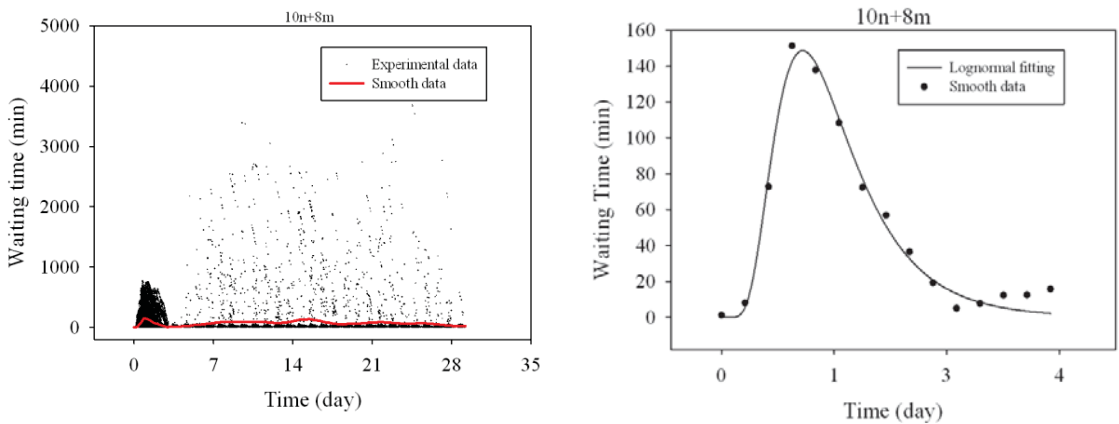 10n+8m
5000
4000
3000
2000
1000
0
Waiting time (min)
Experimental data
Smooth data
0 7 14 21 28 35
Time (day)
10n+8m
160
140
120
100
80
60
40
20
0
Waiting Time (min)
Lognormal fitting
Smooth data
0 1 3 4
Time (day)